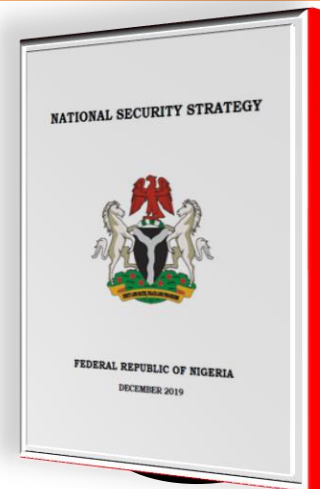 NATIONAL SECURITY STRATEGY
FEDERAL REPUBLIC OF NIGERIA
DECEMBER 2019